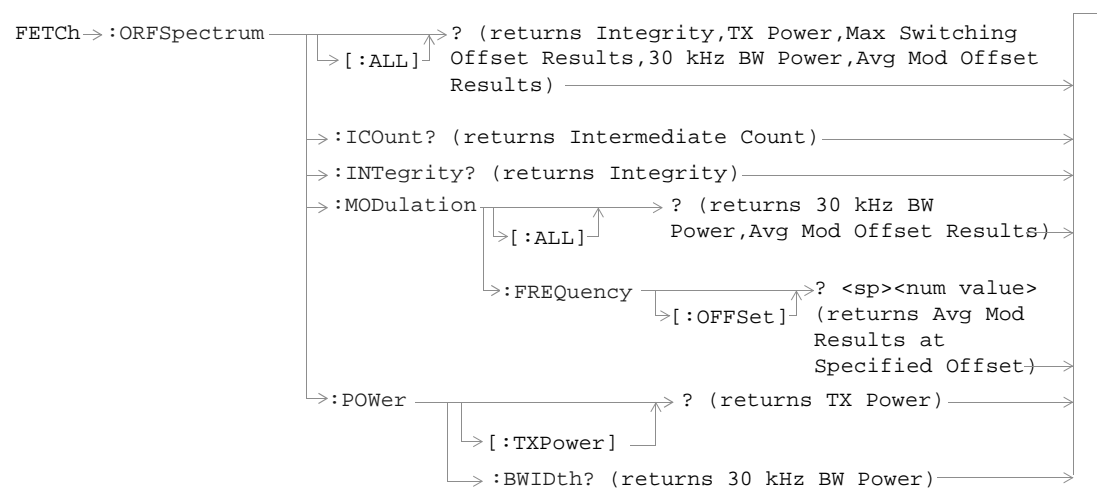 FETCh :ORFSpectrum ? (returns Integrity,TX Power,Max Switching
[:ALL] Offset Results,30 kHz BW Power,Avg Mod Offset
Results)
:ICOunt? (returns Intermediate Count)
:INTegrity? (returns Integrity)
:MODulation ? (returns 30 kHz BW
[:ALL] Power,Avg Mod Offset Results)
:FREQuency ? <sp><num value>
[:OFFSet] (returns Avg Mod
Results at
Specified Offset)
:POWer ? (returns TX Power)
[:TXPower]
:BWIDth? (returns 30 kHz BW Power)